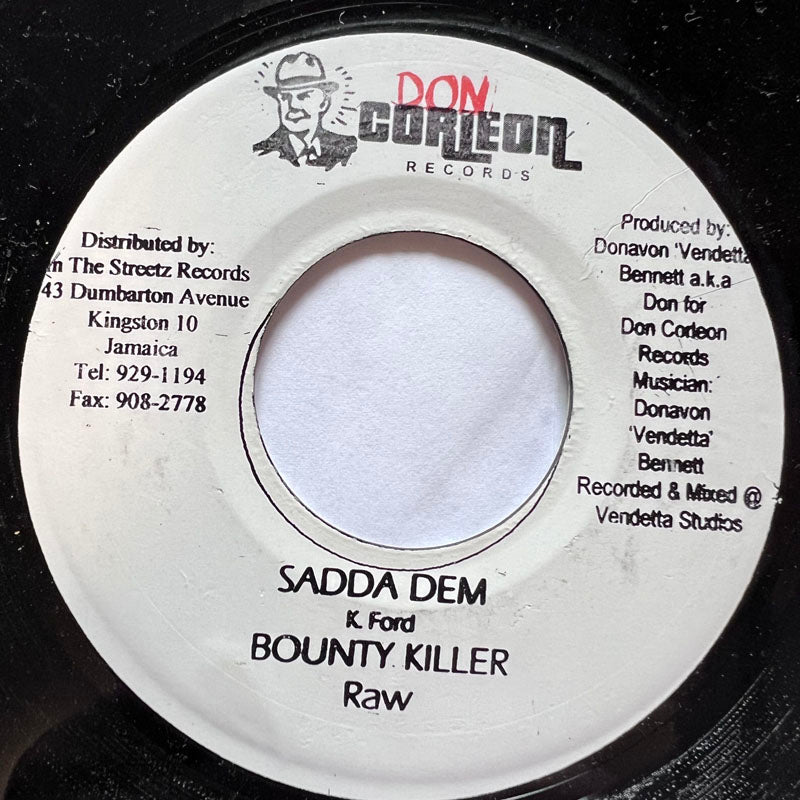 DON
CORLEON
RECORDS
Distributed by:
The Streetz Records
43 Dumbarton Avenue
Kingston 10
Jamaica
Tel: 929-1194
Fax: 908-2778
Produced by:
Donavon 'Vendetta
Bennett a.k.a
Don for
Don Corleon
Records
Musician:
Donavon
'Vendetta'
Bennett
Recorded & Mixed @
Vendetta Studios
SADDA DEM
K. Ford
BOUNTY KILLER
Raw